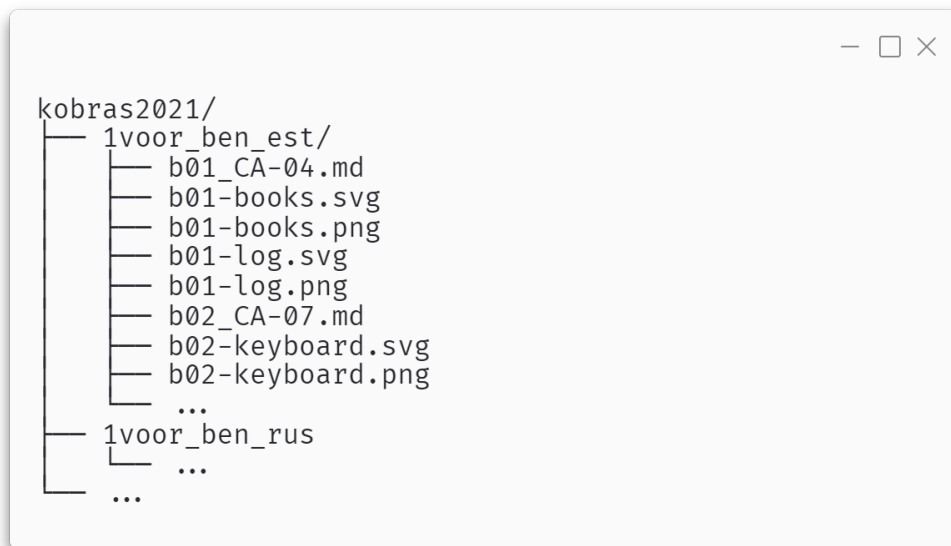 kobras2021/
├── 1voor_ben_est/
│   ├── b01_CA-04.md
│   ├── b01-books.svg
│   ├── b01-books.png
│   ├── b01-log.svg
│   ├── b01-log.png
│   ├── b02_CA-07.md
│   ├── b02-keyboard.svg
│   ├── b02-keyboard.png
│   └── ...
├── 1voor_ben_rus
│   └── ...
└── ...